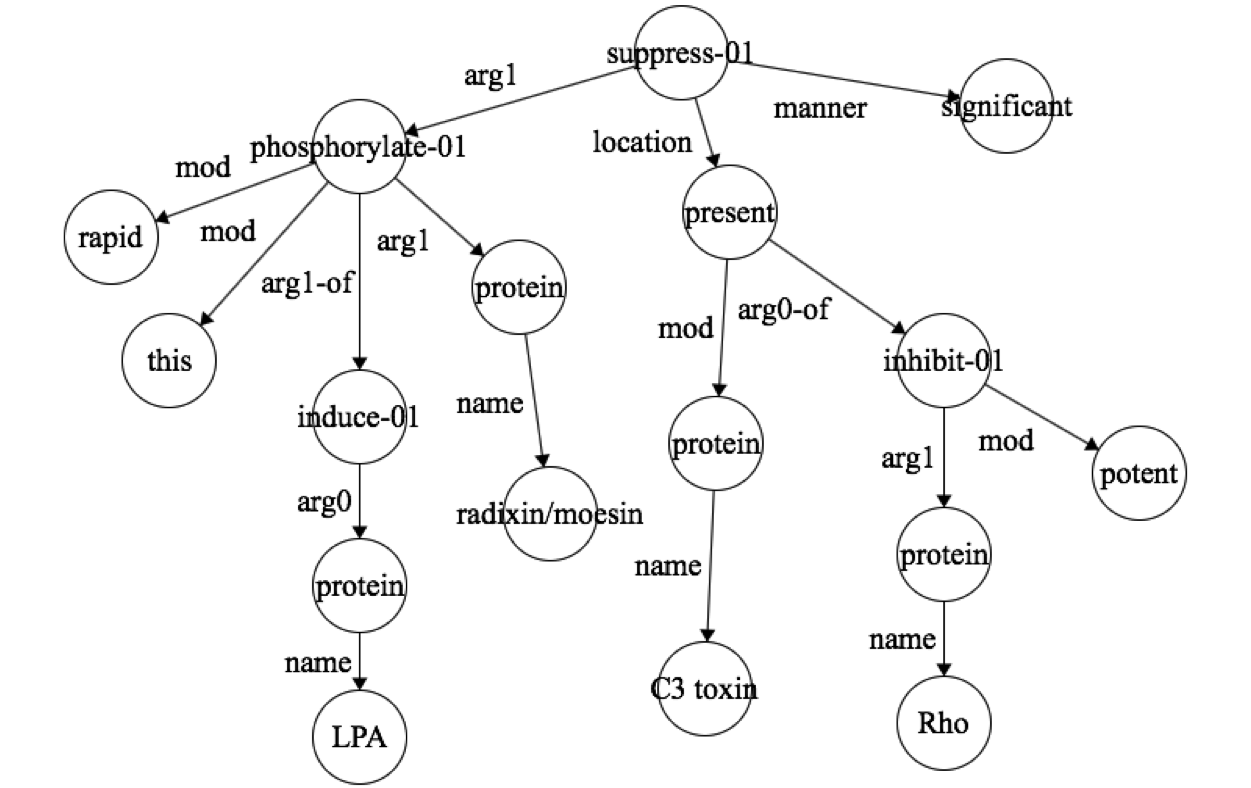 suppress-01
arg1
manner
significant
location
phosphorylate-01
mod
present
rapid
mod
arg1
arg1-of
protein
mod
arg0-of
this
inhibit-01
name
induce-01
protein
arg1
mod
potent
arg0
radixin/moesin
name
protein
protein
name
name
C3 toxin
LPA
Rho